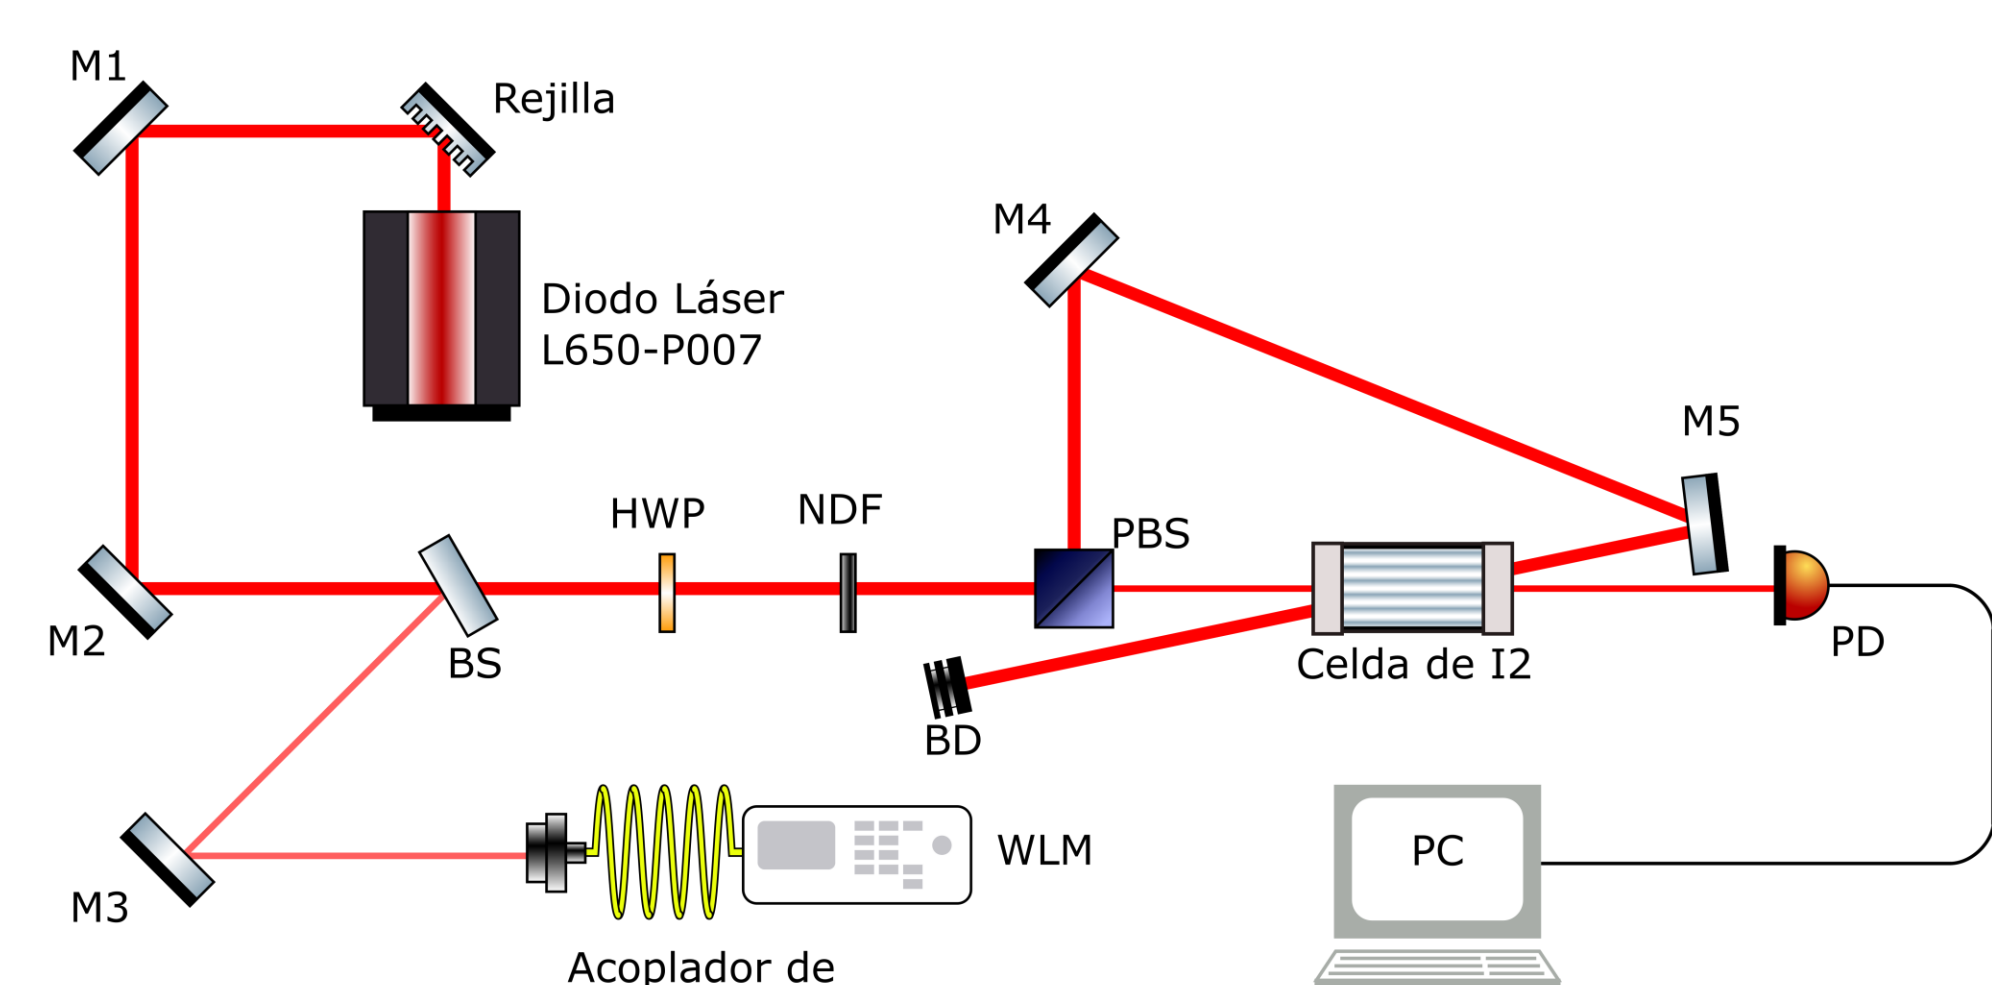 M1
Rejilla
Diodo Láser
L650-P007
M4
M5
HWP
NDF
PBS
M2
BS
PD
Celda de I2
BD
WLM
PC
M3
Acoplador de